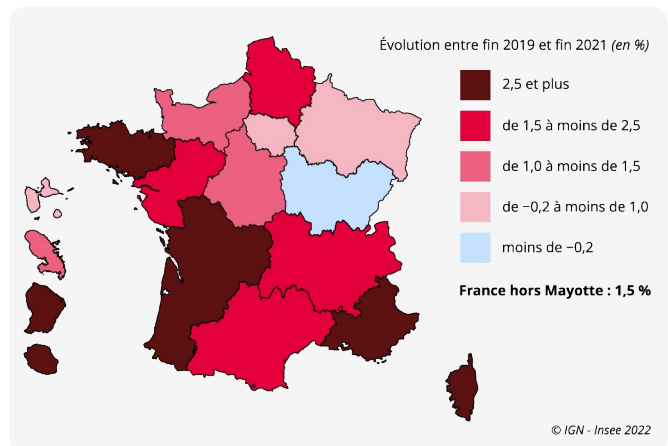 Évolution entre fin 2019 et fin 2021 (en %)
2,5 et plus
de 1,5 à moins de 2,5
de 1,0 à moins de 1,5
de −0,2 à moins de 1,0
moins de −0,2
France hors Mayotte : 1,5 %
© IGN - Insee 2022